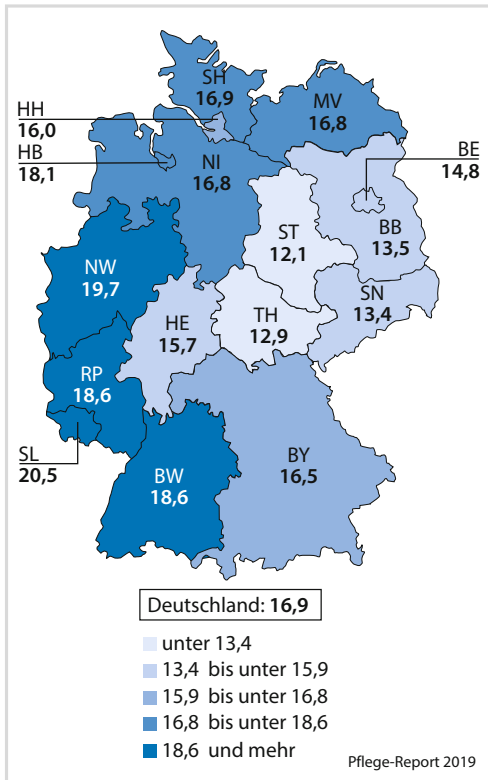 SH
16,9
MV
16,8
HH
16,0
HB
18,1
NI
16,8
BE
14,8
BB
13,5
ST
12,1
NW
19,7
SN
13,4
HE
15,7
TH
12,9
RP
18,6
SL
20,5
BW
18,6
BY
16,5
Deutschland: 16,9
unter 13,4
13,4 bis unter 15,9
15,9 bis unter 16,8
16,8 bis unter 18,6
18,6 und mehr
Pflege-Report 2019